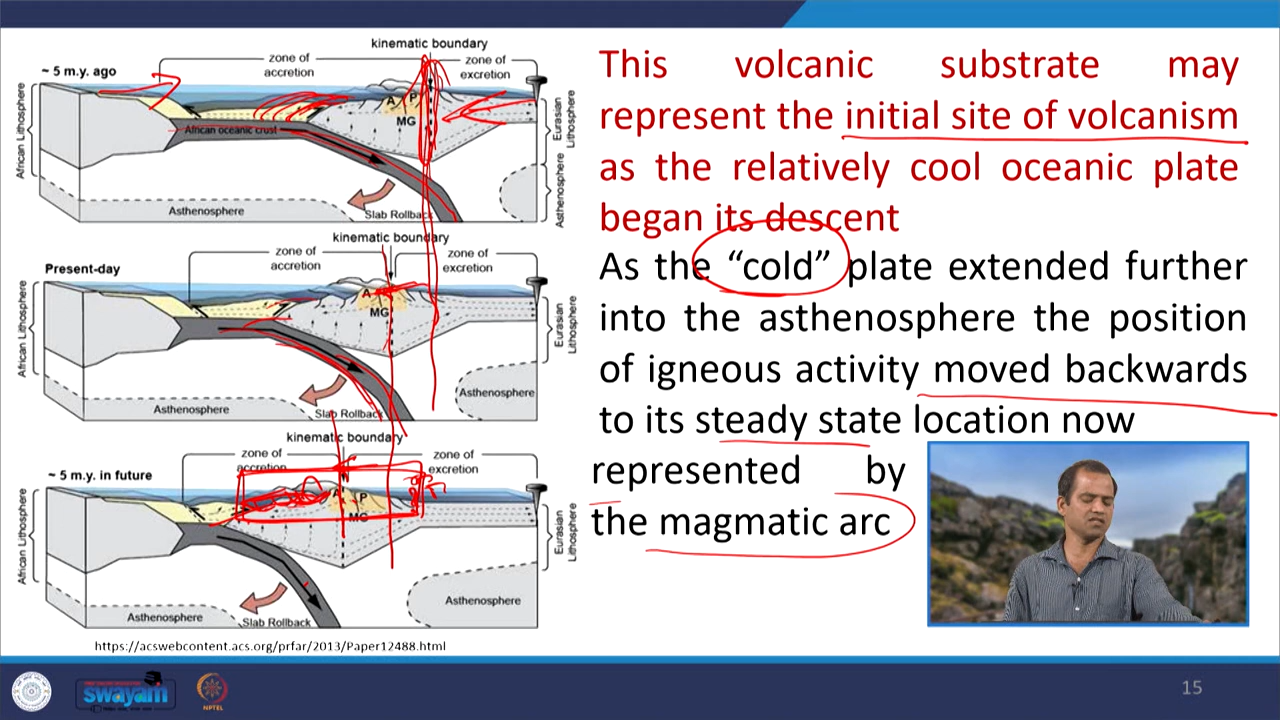 kinematic boundary
zone of
accretion
zone of
excretion
~ 5 m.y. ago
African Lithosphere
African oceanic crust
A
P
MG
Asthenosphere
Slab Rollback
Eurasian
Lithosphere
Asthenosphere
kinematic boundary
zone of
accretion
zone of
excretion
Present-day
African Lithosphere
A
MG
Asthenosphere
Slab Rollback
Asthenosphere
Eurasian
Lithosphere
kinematic boundary
zone of
accretion
excretion
~ 5 m.y. in future
African Lithosphere
A
P
MG
Asthenosphere
Slab Rollback
Asthenosphere
Eurasian
Lithosphere
https://acswebcontent.acs.org/prfar/2013/Paper12488.html
This volcanic substrate may
represent the initial site of volcanism
as the relatively cool oceanic plate
began its descent
As the “cold” plate extended further
into the asthenosphere the position
of igneous activity moved backwards
to its steady state location now
represented by
the magmatic arc
swayam
NPTEL
15